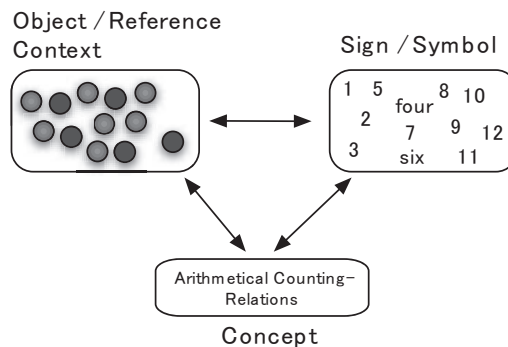 Object / Reference
Context
Sign / Symbol
1 5 8 10
four
2 7 9 12
3 six 11
Arithmetical Counting–
Relations
Concept